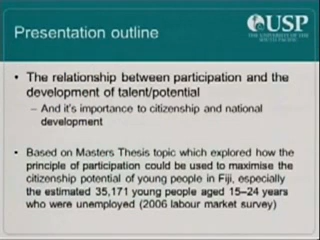 Presentation outline
USP
THE UNIVERSITY OF THE
SOUTH PACIFIC
• The relationship between participation and the
development of talent/potential
– And it's importance to citizenship and national
development
• Based on Masters Thesis topic which explored how the
principle of participation could be used to maximise the
citizenship potential of young people in Fiji, especially
the estimated 35,171 young people aged 15–24 years
who were unemployed (2006 labour market survey)